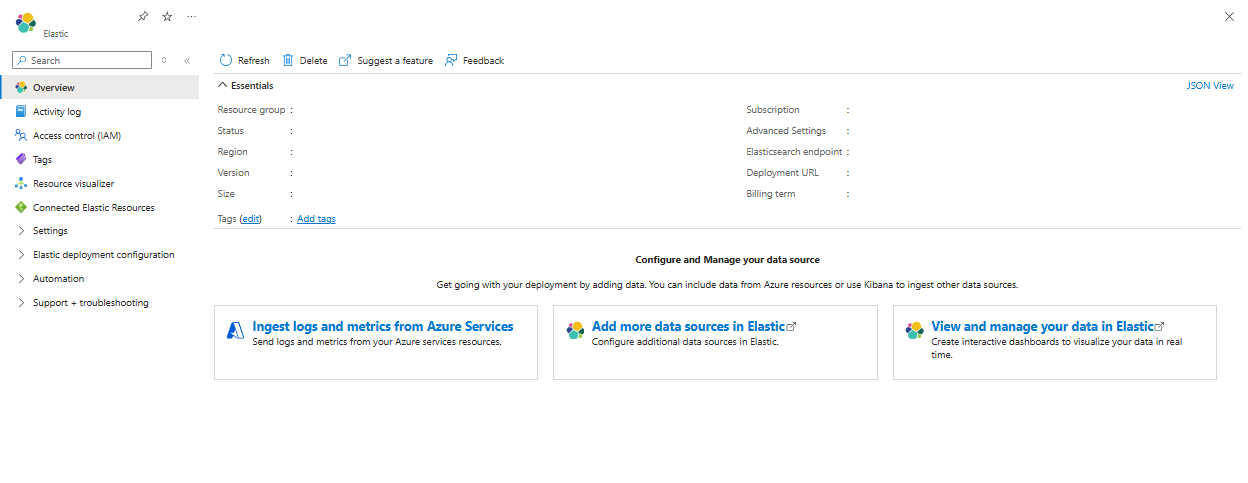 Elastic
Search
Overview
Activity log
Access control (IAM)
Tags
Resource visualizer
Connected Elastic Resources
Settings
Elastic deployment configuration
Automation
Support + troubleshooting
Refresh Delete Suggest a feature Feedback
Essentials JSON View
Resource group :
Status :
Region :
Version :
Size :
Subscription :
Advanced Settings :
Elasticsearch endpoint :
Deployment URL :
Billing term :
Tags (edit) : Add tags
Configure and Manage your data source
Get going with your deployment by adding data. You can include data from Azure resources or use Kibana to ingest other data sources.
Ingest logs and metrics from Azure Services
Send logs and metrics from your Azure services resources.
Add more data sources in Elastic
Configure additional data sources in Elastic.
View and manage your data in Elastic
Create interactive dashboards to visualize your data in real
time.